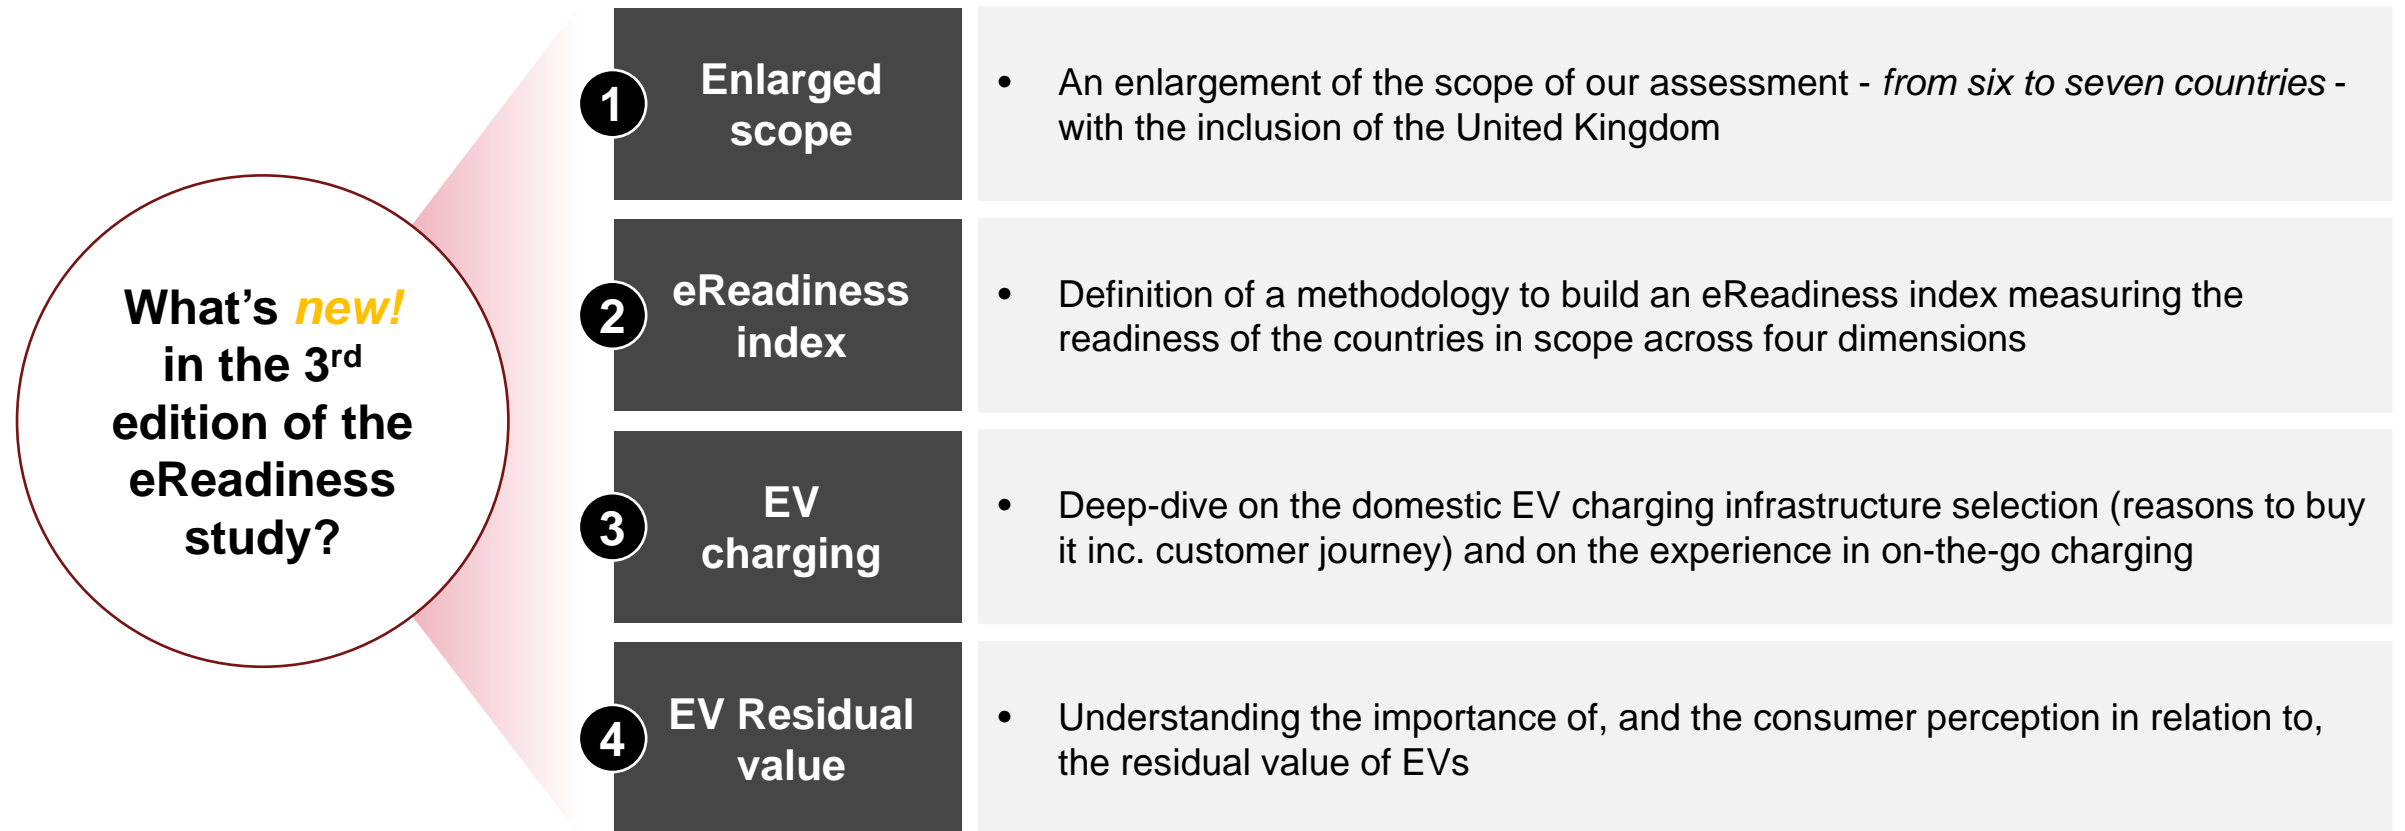 What’s new!
in the 3rd
edition of the
eReadiness
study?
1
Enlarged
scope
• An enlargement of the scope of our assessment - from six to seven countries -
with the inclusion of the United Kingdom
2
eReadiness
index
• Definition of a methodology to build an eReadiness index measuring the
readiness of the countries in scope across four dimensions
3
EV
charging
• Deep-dive on the domestic EV charging infrastructure selection (reasons to buy
it inc. customer journey) and on the experience in on-the-go charging
4
EV Residual
value
• Understanding the importance of, and the consumer perception in relation to,
the residual value of EVs